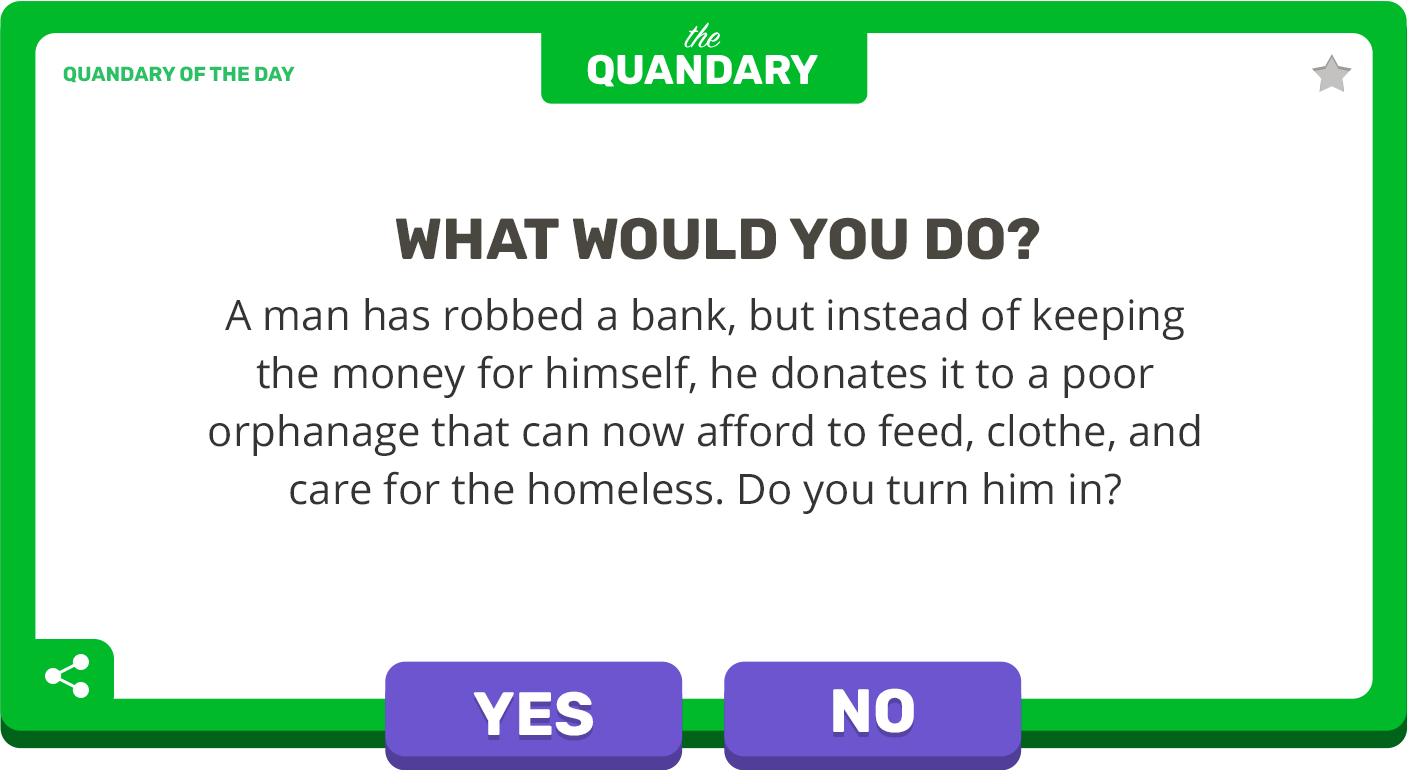 the
QUANDARY
QUANDARY OF THE DAY
WHAT WOULD YOU DO?
A man has robbed a bank, but instead of keeping
the money for himself, he donates it to a poor
orphanage that can now afford to feed, clothe, and
care for the homeless. Do you turn him in?
YES
NO